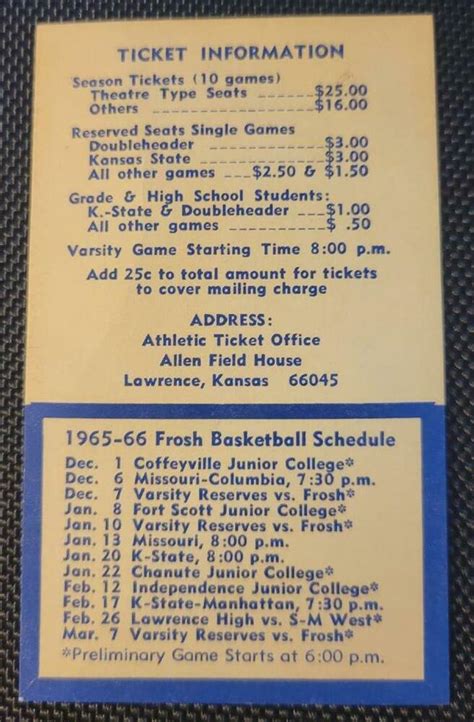 TICKET INFORMATION
Season Tickets (10 games)
Theatre Type Seats _____$25.00
Others ________________$16.00
Reserved Seats Single Games
Doubleheader __________$3.00
Kansas State ___________$3.00
All other games ___$2.50 & $1.50
Grade & High School Students:
K.-State & Doubleheader ___$1.00
All other games _________$ .50
Varsity Game Starting Time 8:00 p.m.
Add 25c to total amount for tickets
to cover mailing charge
ADDRESS:
Athletic Ticket Office
Allen Field House
Lawrence, Kansas 66045
1965-66 Frosh Basketball Schedule
Dec. 1 Coffeyville Junior College*
Dec. 6 Missouri-Columbia, 7:30 p.m.
Dec. 7 Varsity Reserves vs. Frosh*
Jan. 8 Fort Scott Junior College*
Jan. 10 Varsity Reserves vs. Frosh*
Jan. 13 Missouri, 8:00 p.m.
Jan. 20 K-State, 8:00 p.m.
Jan. 22 Chanute Junior College*
Feb. 12 Independence Junior College*
Feb. 17 K-State-Manhattan, 7:30 p.m.
Feb. 26 Lawrence High vs. S-M West*
Mar. 7 Varsity Reserves vs. Frosh*
*Preliminary Game Starts at 6:00 p.m.